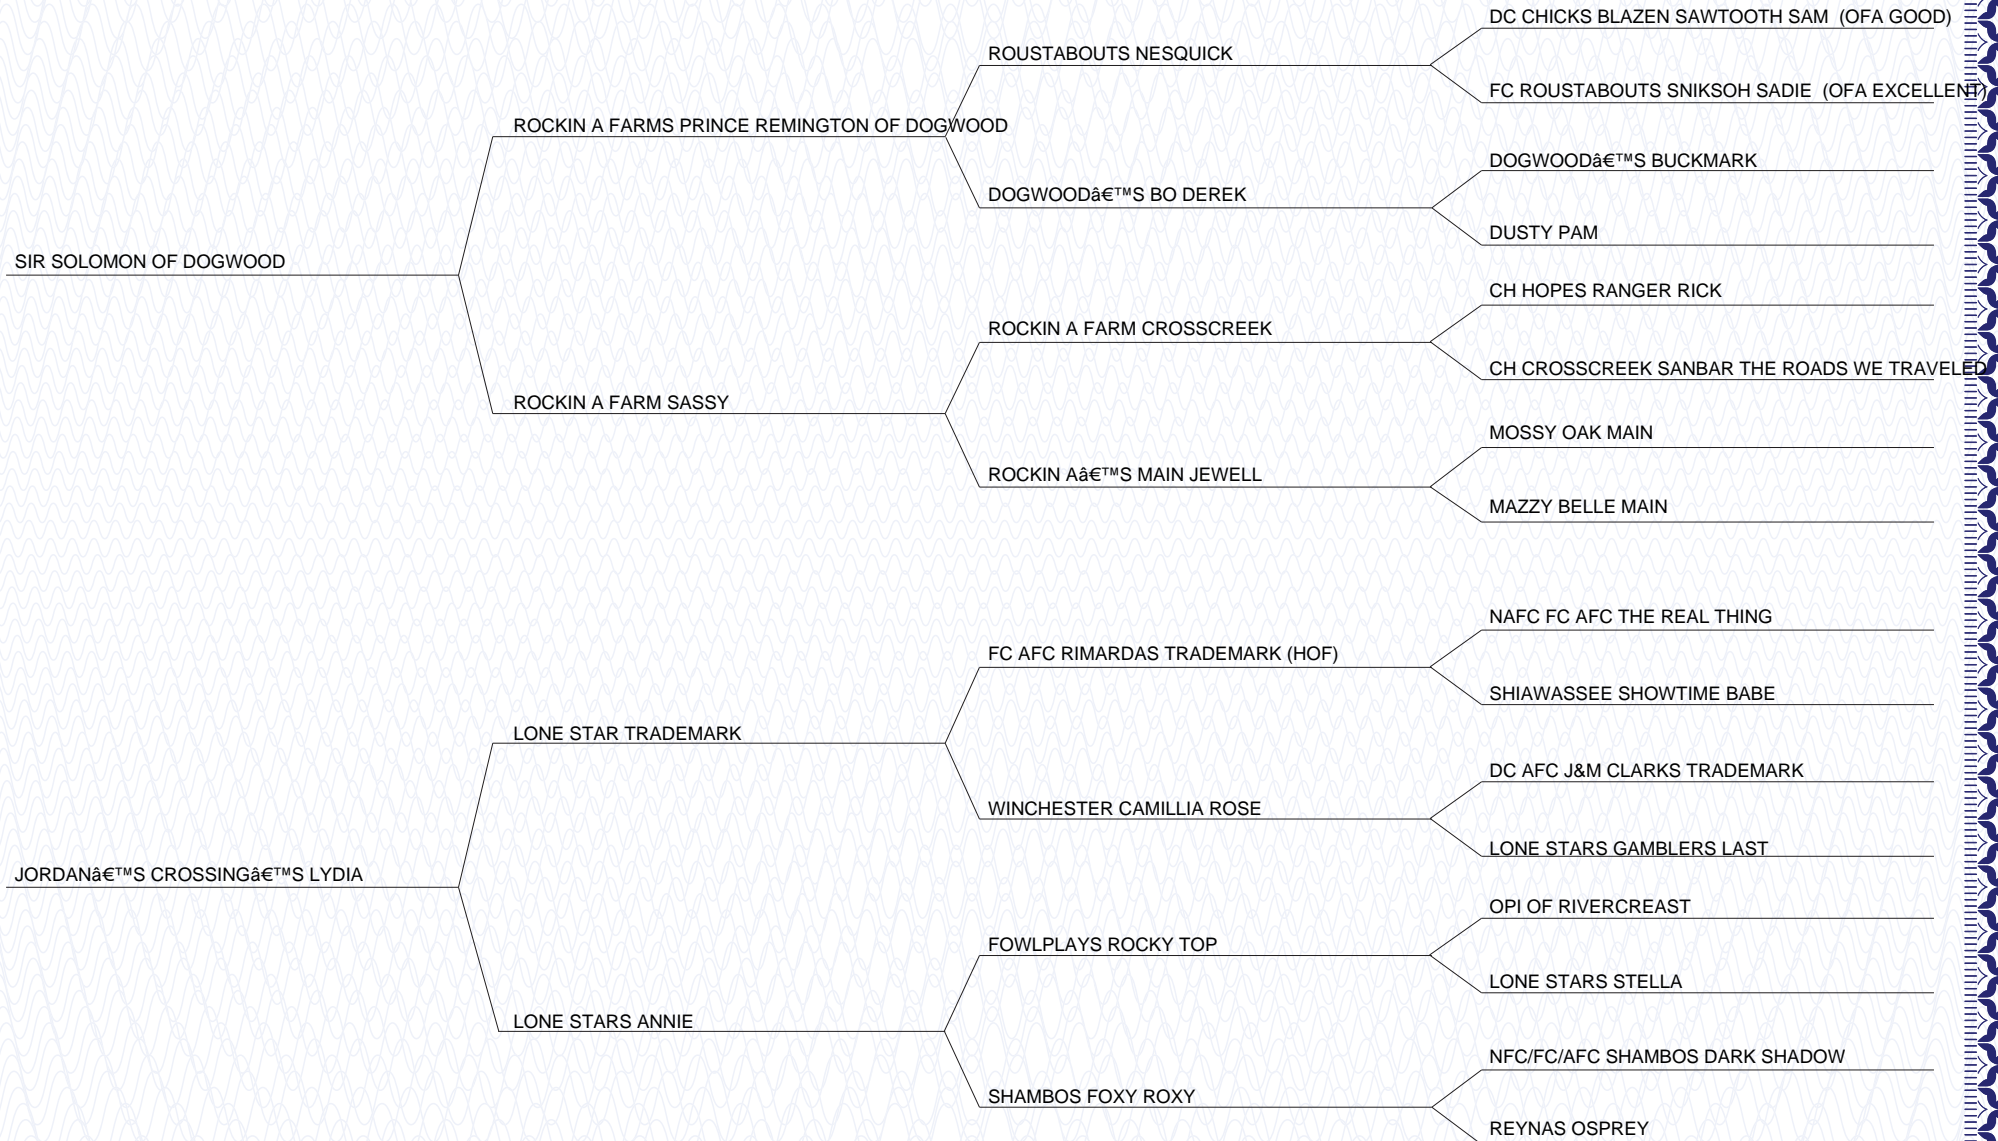 DC CHICKS BLAZEN SAWTOOTH SAM  (OFA GOOD)
ROUSTABOUTS NESQUICK
FC ROUSTABOUTS SNIKSOH SADIE  (OFA EXCELLENT)
ROCKIN A FARMS PRINCE REMINGTON OF DOGWOOD
DOGWOODâ€™S BUCKMARK
DOGWOODâ€™S BO DEREK
DUSTY PAM
SIR SOLOMON OF DOGWOOD
CH HOPES RANGER RICK
ROCKIN A FARM CROSSCREEK
CH CROSSCREEK SANBAR THE ROADS WE TRAVELED
ROCKIN A FARM SASSY
MOSSY OAK MAIN
ROCKIN Aâ€™S MAIN JEWELL
MAZZY BELLE MAIN
NAFC FC AFC THE REAL THING
FC AFC RIMARDAS TRADEMARK (HOF)
SHIAWASSEE SHOWTIME BABE
LONE STAR TRADEMARK
DC AFC J&M CLARKS TRADEMARK
WINCHESTER CAMILLIA ROSE
LONE STARS GAMBLERS LAST
JORDANâ€™S CROSSINGâ€™S LYDIA
OPI OF RIVERCREAST
FOWLPLAYS ROCKY TOP
LONE STARS STELLA
LONE STARS ANNIE
NFC/FC/AFC SHAMBOS DARK SHADOW
SHAMBOS FOXY ROXY
REYNAS OSPREY